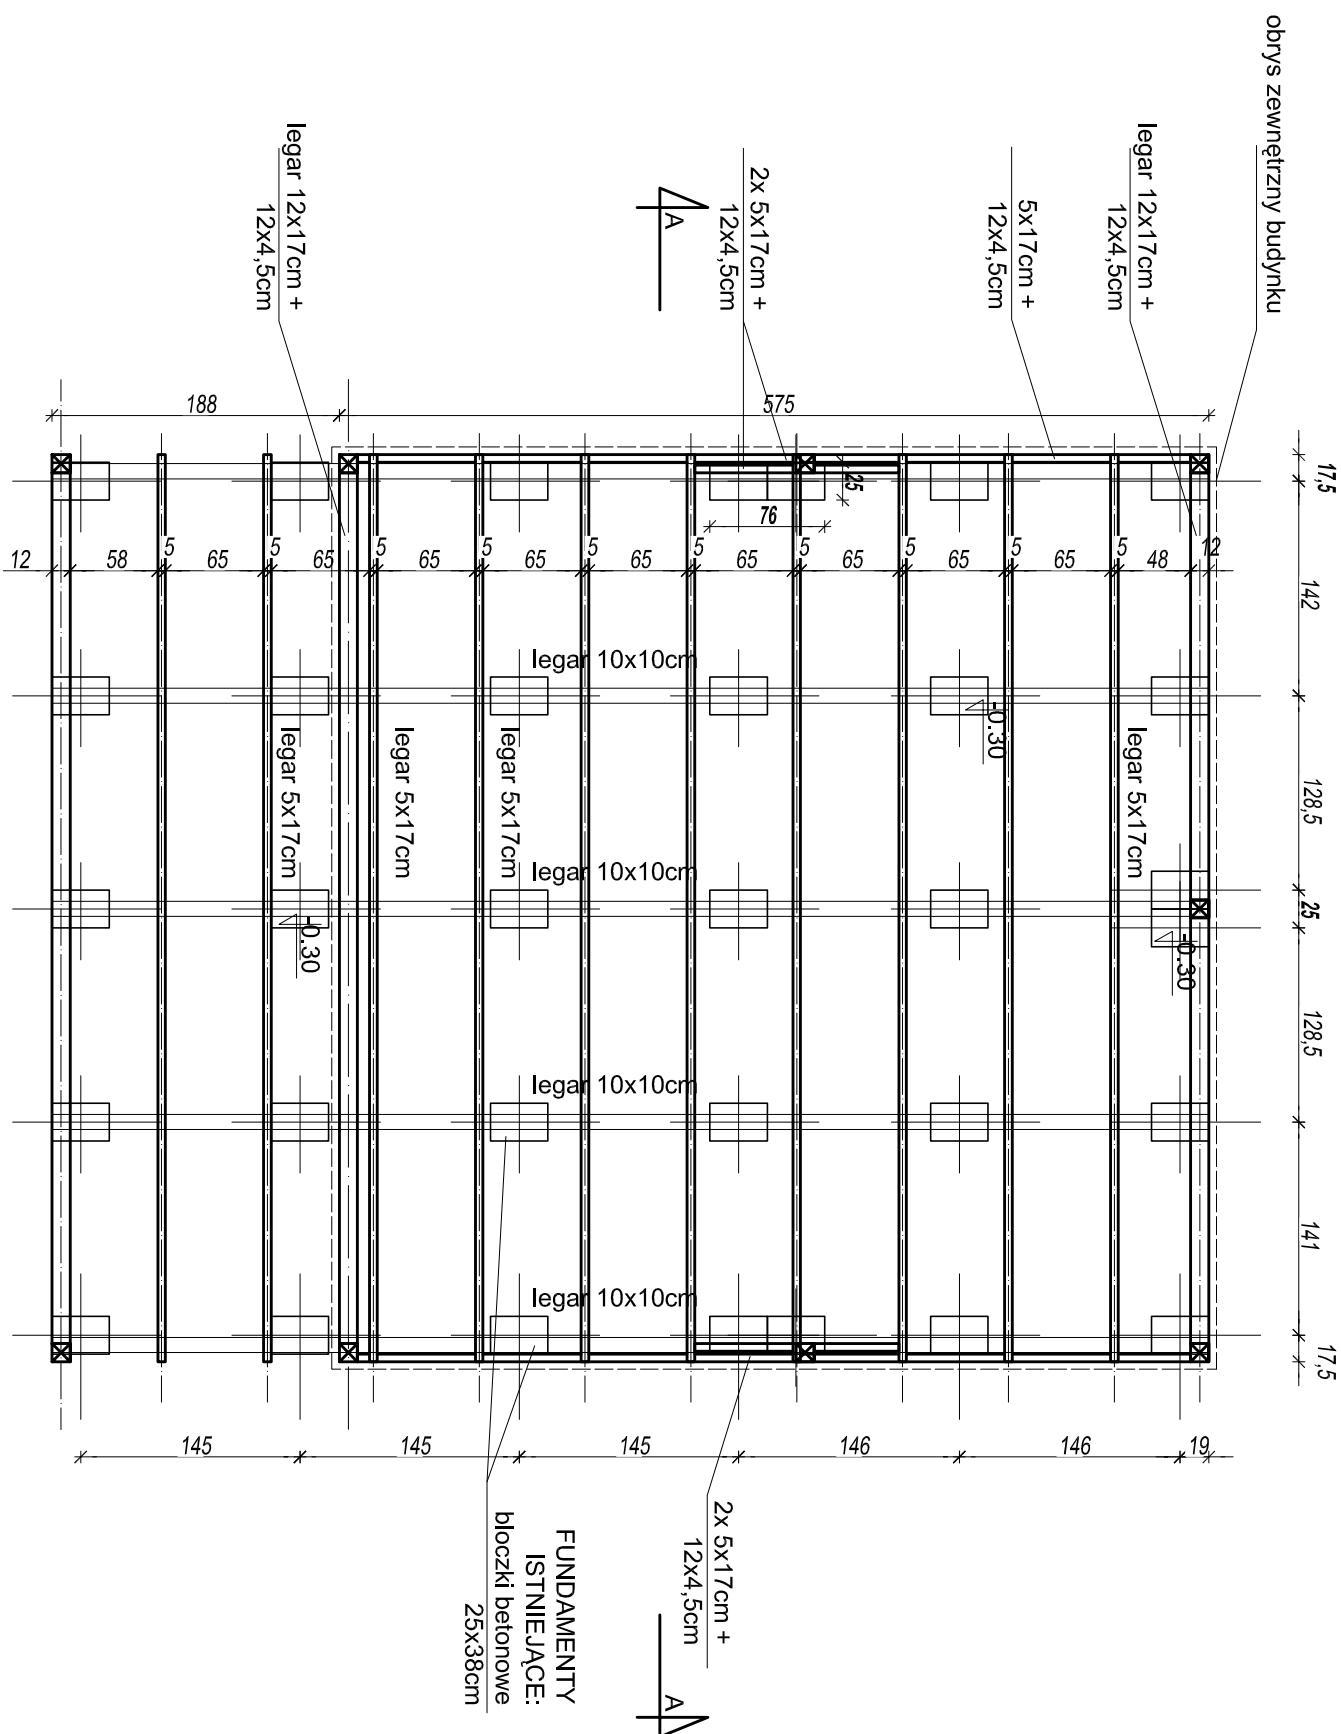 obrys zewnętrzny budynku
legar 12x17cm +
12x4,5cm
5x17cm +
12x4,5cm
2x 5x17cm +
12x4,5cm
A
legar 12x17cm +
12x4,5cm
188
575
17,5
142
128,5
25
128,5
141
17,5
25
76
12
58
5
65
5
65
5
65
5
65
5
65
5
65
5
65
5
65
5
65
5
48
12
legar 10x10cm
-0.30
legar 5x17cm
legar 5x17cm
legar 5x17cm
legar 5x17cm
legar 10x10cm
-0.30
-0.30
legar 10x10cm
legar 10x10cm
145
145
145
146
146
19
2x 5x17cm +
12x4,5cm
FUNDAMENTY
ISTNIEJĄCE:
bloczki betonowe
25x38cm
A